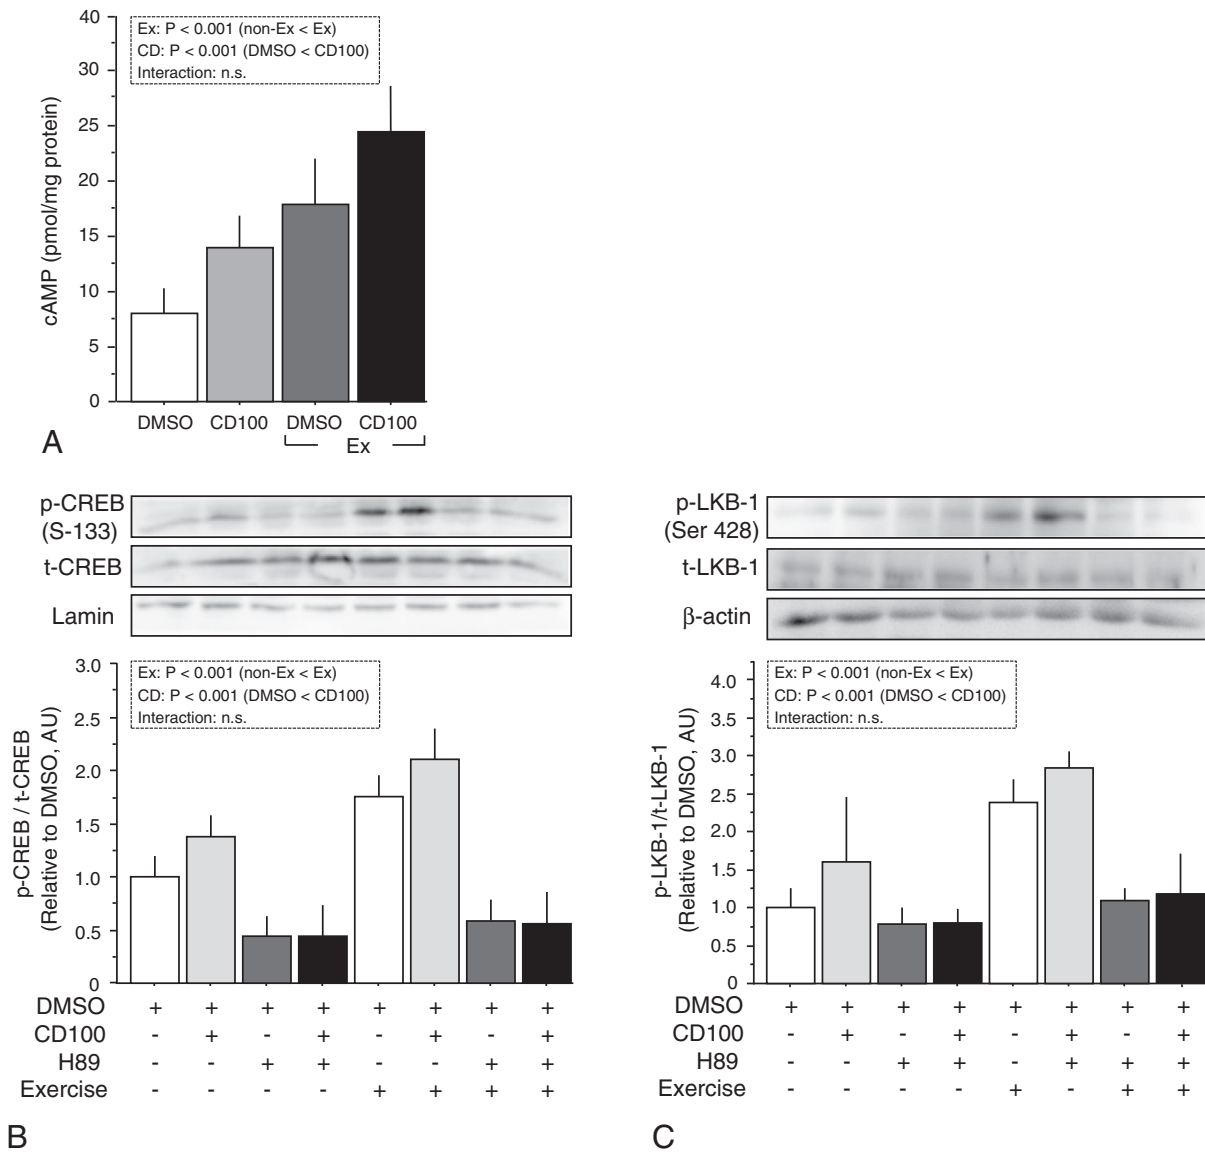 40
30
25
20
15
10
5
0
cAMP (pmol/mg protein)
Ex: P < 0.001 (non-Ex < Ex)
CD: P < 0.001 (DMSO < CD100)
Interaction: n.s.
DMSO CD100 DMSO CD100
Ex
A
p-CREB
(S-133)
t-CREB
Lamin
3.0
2.5
2.0
1.5
1.0
0.5
0
p-CREB / t-CREB
(Relative to DMSO, AU)
Ex: P < 0.001 (non-Ex < Ex)
CD: P < 0.001 (DMSO < CD100)
Interaction: n.s.
DMSO + + + + + + + +
CD100 - + - + - + - +
H89 - - + + - - + +
Exercise - - - - + + + +
B
p-LKB-1
(Ser 428)
t-LKB-1
β-actin
4.0
3.5
3.0
2.5
2.0
1.5
1.0
0.5
0
p-LKB-1/t-LKB-1
(Relative to DMSO, AU)
Ex: P < 0.001 (non-Ex < Ex)
CD: P < 0.001 (DMSO < CD100)
Interaction: n.s.
DMSO + + + + + + + +
CD100 - + - + - + - +
H89 - - + + - + + +
Exercise - - - - + - + +
C